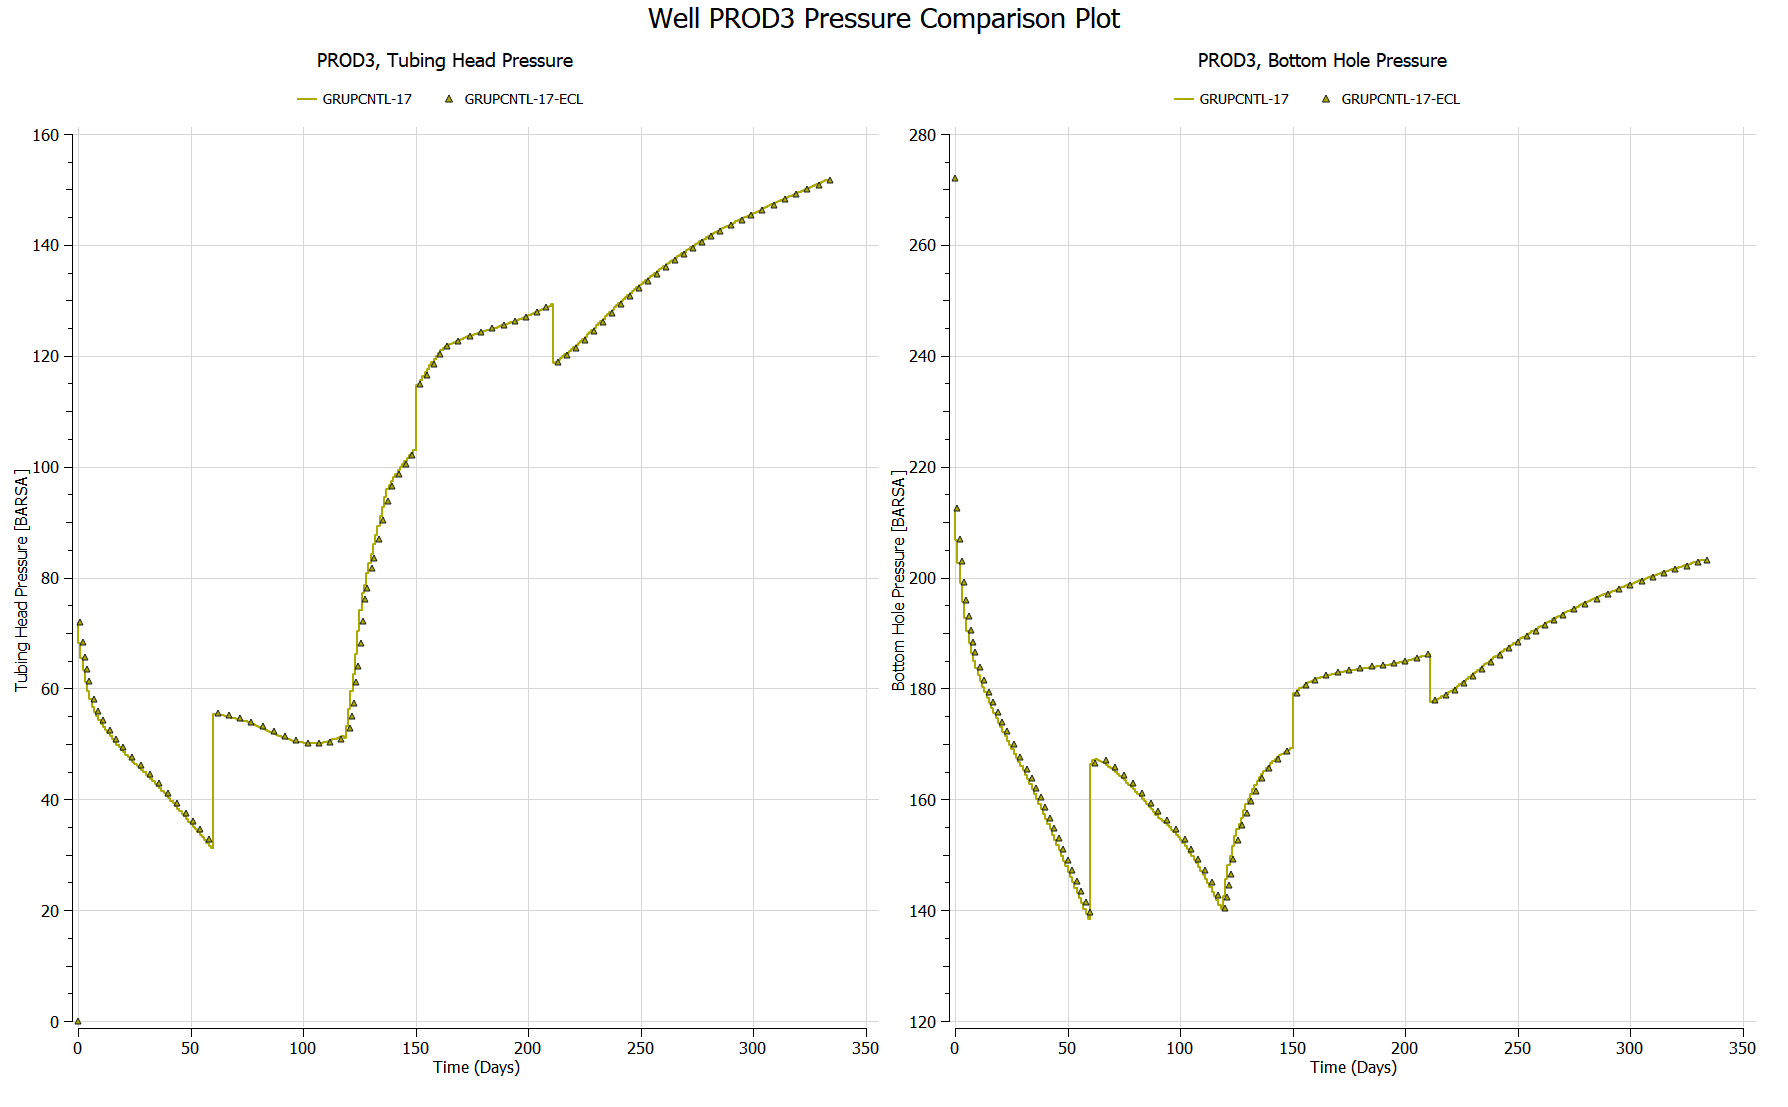 Well PROD3 Pressure Comparison Plot
PROD3, Tubing Head Pressure
GRUPCNTL-17 GRUPCNTL-17-ECL
Tubing Head Pressure [BARSA]
160
140
120
100
80
60
40
20
0
0 50 100 150 200 250 300 350
Time (Days)
PROD3, Bottom Hole Pressure
GRUPCNTL-17 GRUPCNTL-17-ECL
Bottom Hole Pressure [BARSA]
280
260
240
220
200
180
160
140
120
0 50 100 150 200 250 300 350
Time (Days)